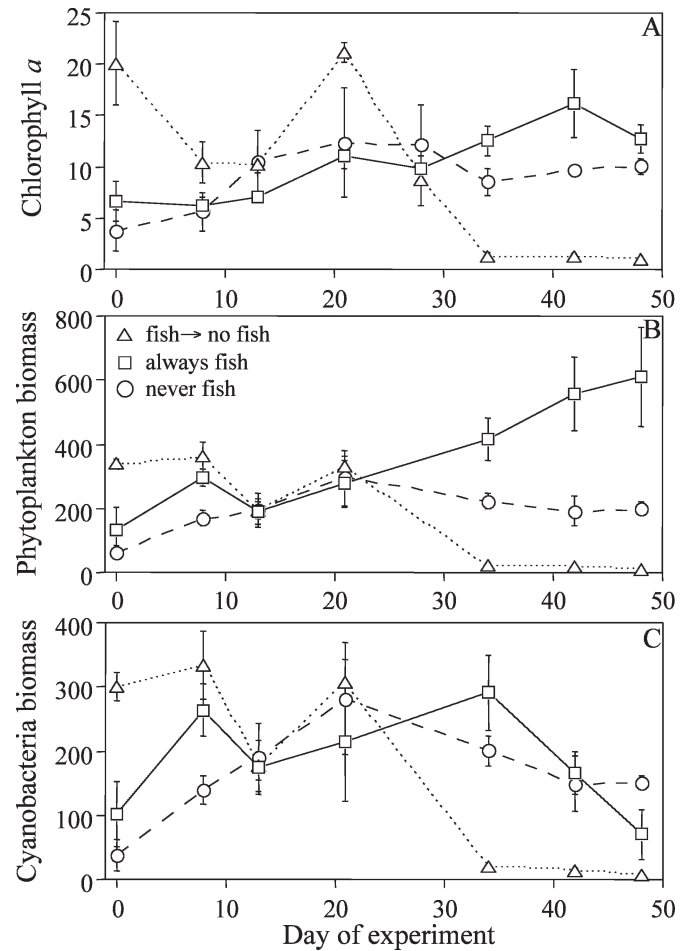 A
Chlorophyll a
25
20
15
10
5
0
0 10 20 30 40 50
B
Phytoplankton biomass
800
600
400
200
0
fish→ no fish
always fish
never fish
0 10 20 30 40 50
C
Cyanobacteria biomass
400
300
200
100
0
0 10 20 30 40 50
Day of experiment